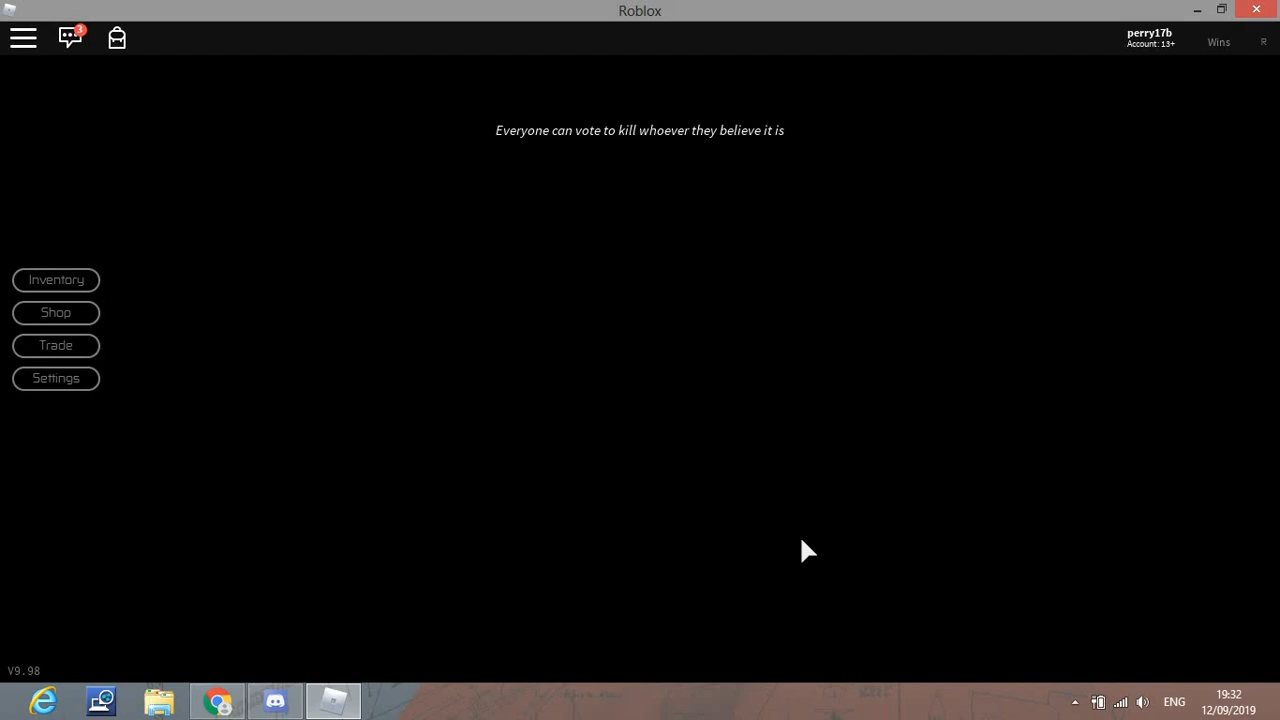 Roblox
3
perry17b
Account: 13+
Wins
R
Everyone can vote to kill whoever they believe it is
Inventory
Shop
Trade
Settings
V9.98
ENG
19:32
12/09/2019